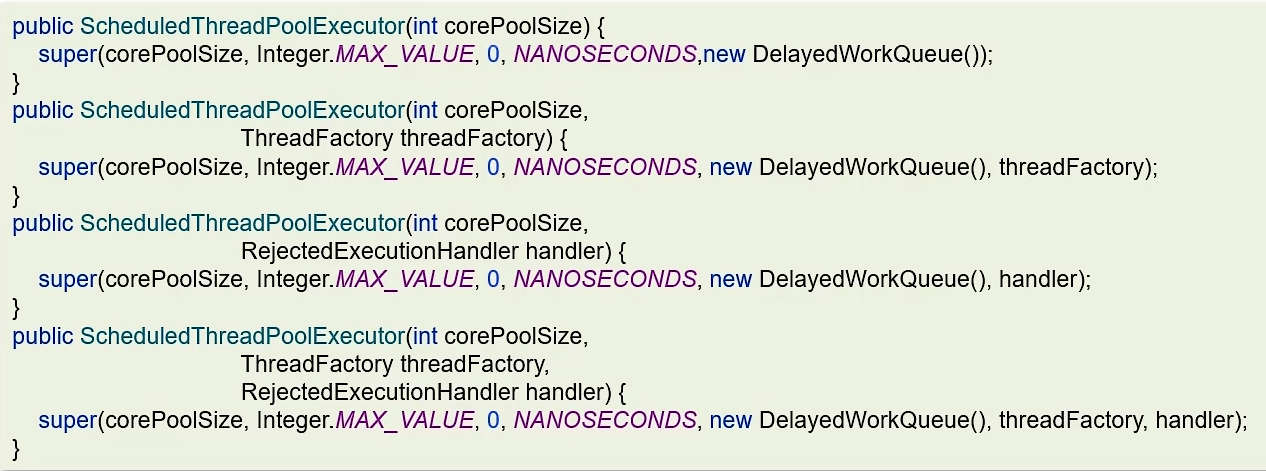 public ScheduledThreadPoolExecutor(int corePoolSize) {
super(corePoolSize, Integer.MAX_VALUE, 0, NANOSECONDS,new DelayedWorkQueue());
}
public ScheduledThreadPoolExecutor(int corePoolSize,
ThreadFactory threadFactory) {
super(corePoolSize, Integer.MAX_VALUE, 0, NANOSECONDS, new DelayedWorkQueue(), threadFactory);
}
public ScheduledThreadPoolExecutor(int corePoolSize,
RejectedExecutionHandler handler) {
super(corePoolSize, Integer.MAX_VALUE, 0, NANOSECONDS, new DelayedWorkQueue(), handler);
}
public ScheduledThreadPoolExecutor(int corePoolSize,
ThreadFactory threadFactory,
RejectedExecutionHandler handler) {
super(corePoolSize, Integer.MAX_VALUE, 0, NANOSECONDS, new DelayedWorkQueue(), threadFactory, handler);
}